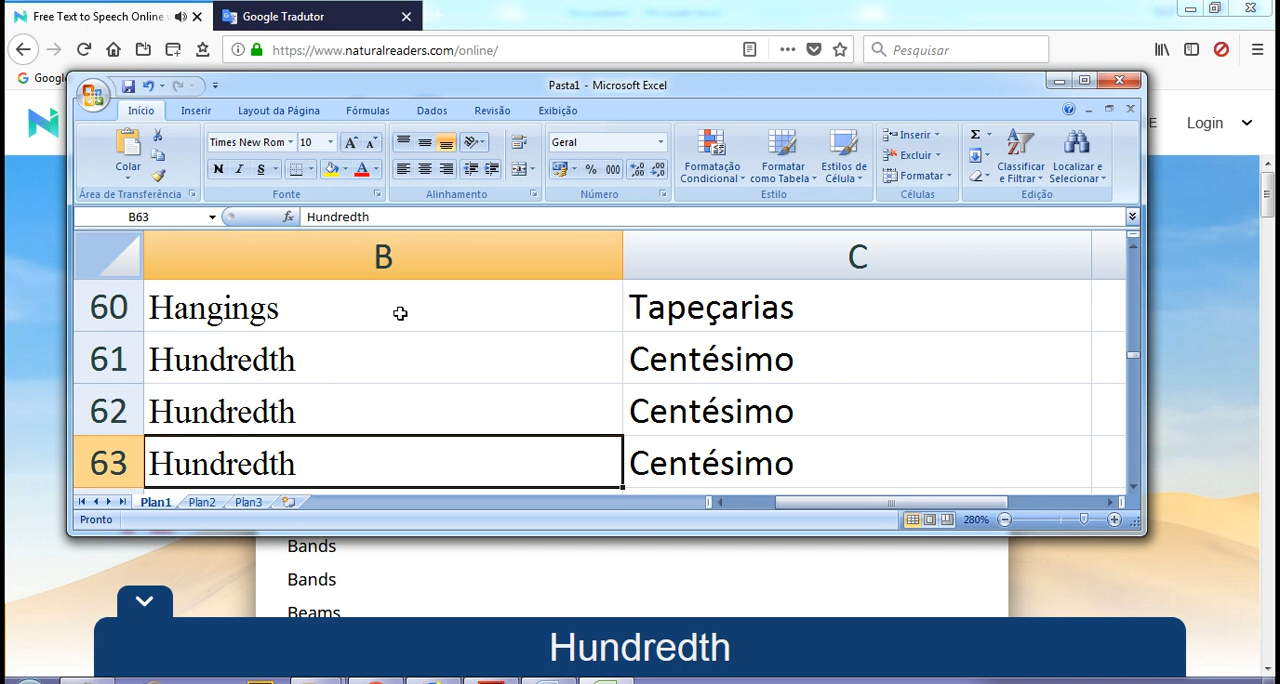 Free Text to Speech Online
Google Tradutor
https://www.naturalreaders.com/online/
Pesquisar
Google
Pasta1 - Microsoft Excel
Início Inserir Layout da Página Fórmulas Dados Revisão Exibição
E Login
Colar
Times New Rom 10
Geral
N I S
% 000
Formatação Condicional
Formatar como Tabela
Estilos de Célula
Inserir
Excluir
Formatar
Classificar e Filtrar
Localizar e Selecionar
Área de Transferência Fonte Alinhamento Número Estilo Células Edição
B63 fx Hundredth
B C
60 Hangings Tapeçarias
61 Hundredth Centésimo
62 Hundredth Centésimo
63 Hundredth Centésimo
Plan1 Plan2 Plan3
Pronto 280%
Bands
Bands
Beams
Hundredth